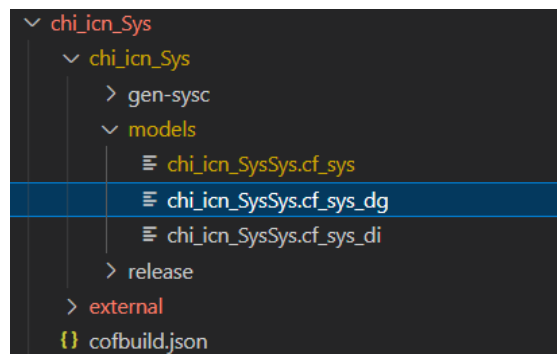 chi_icn_Sys
chi_icn_Sys
gen-sysc
models
chi_icn_SysSys.cf_sys
chi_icn_SysSys.cf_sys_dg
chi_icn_SysSys.cf_sys_di
release
external
{} cofbuild.json